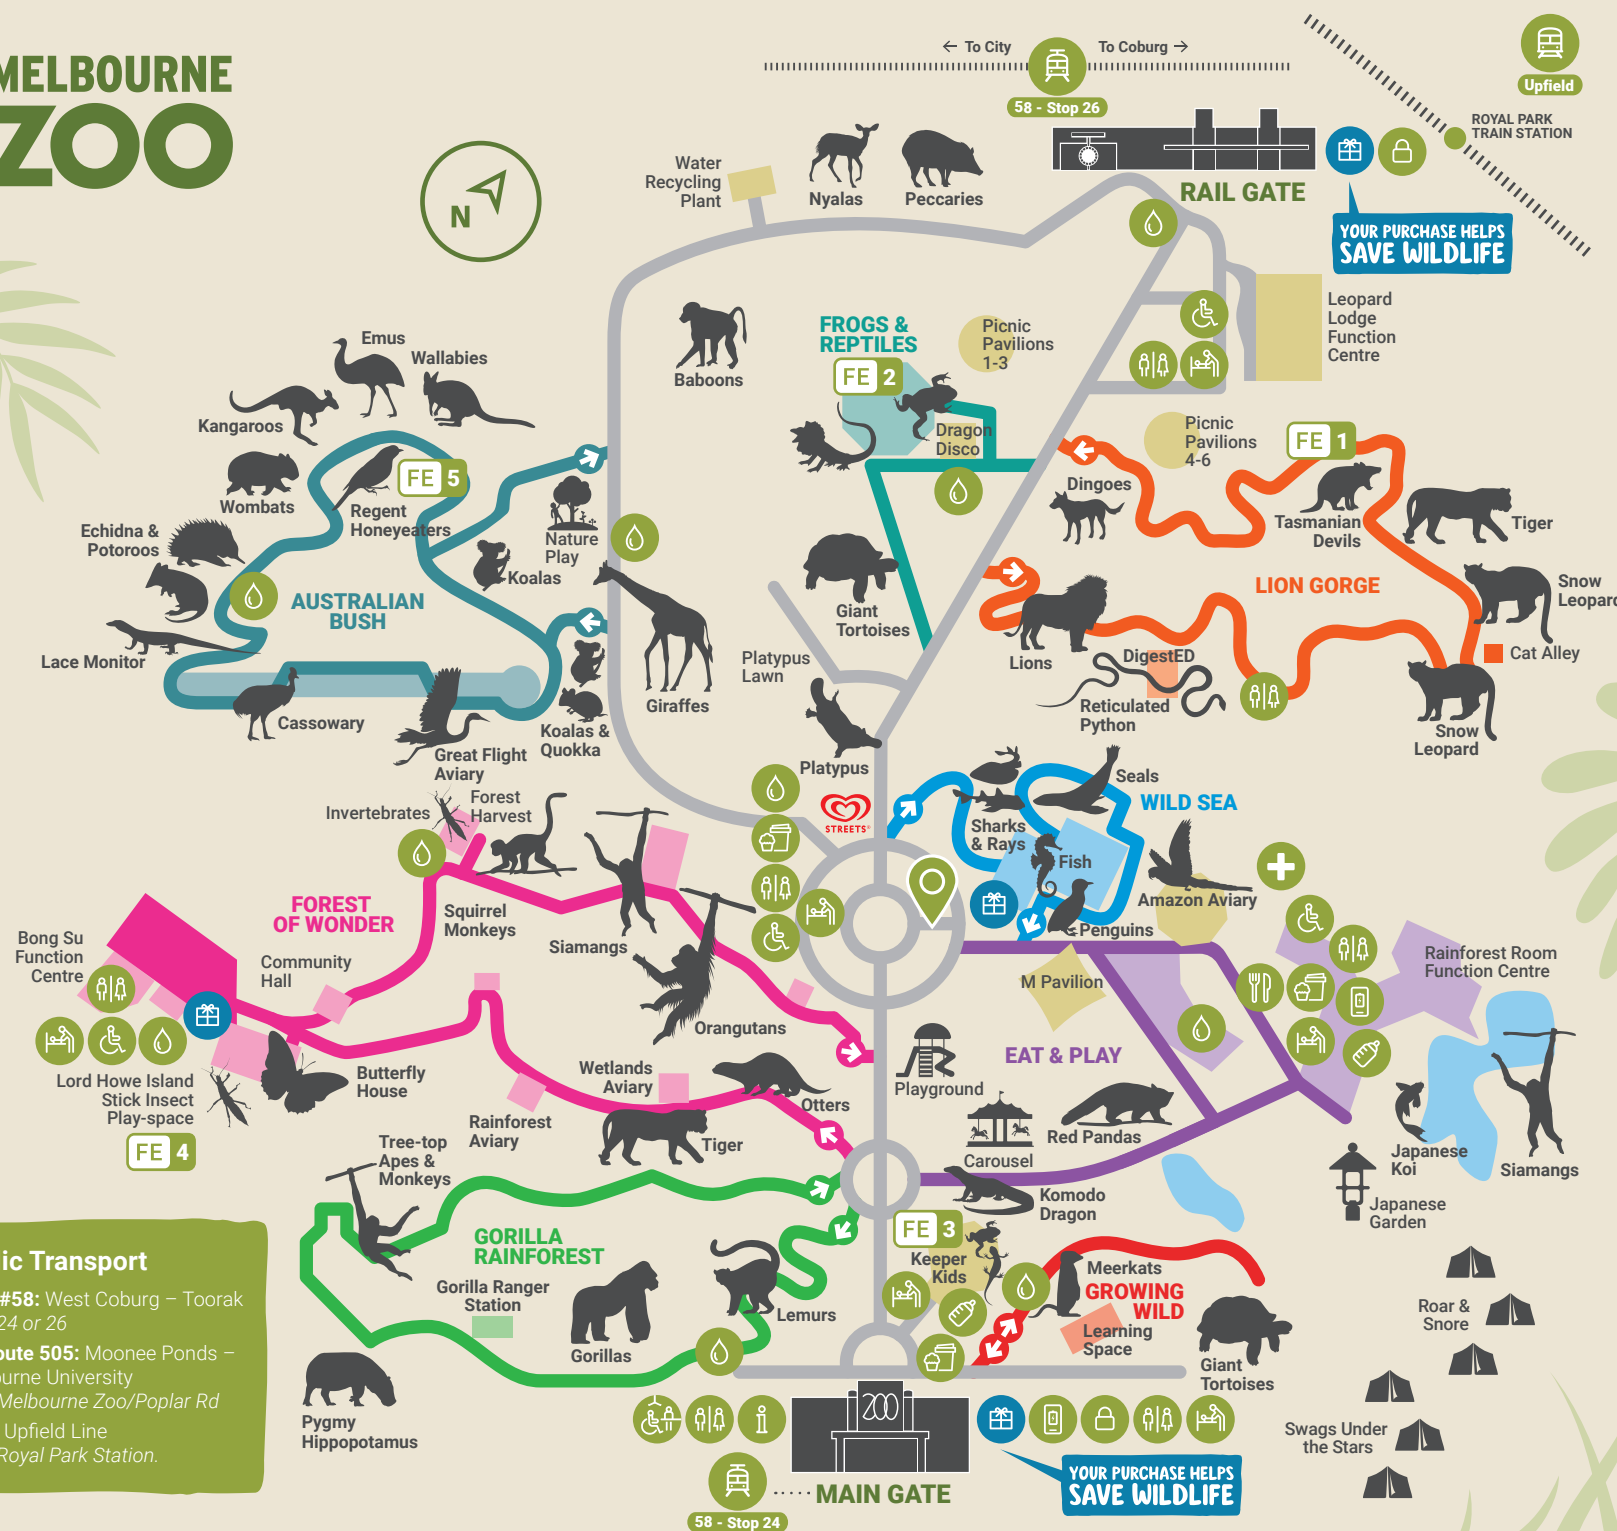 MELBOURNE
ZOO
N
← To City
To Coburg →
58 - Stop 26
Upfield
ROYAL PARK
TRAIN STATION
RAIL GATE
YOUR PURCHASE HELPS
SAVE WILDLIFE
Water
Recycling
Plant
Nyalas
Peccaries
Leopard
Lodge
Function
Centre
Baboons
FROGS &
REPTILES
FE 2
Picnic
Pavilions
1-3
Dragon
Disco
Picnic
Pavilions
4-6
FE 1
Emus
Wallabies
Kangaroos
Wombats
FE 5
Regent
Honeyeaters
Echidna &
Potoroos
Nature
Play
Koalas
AUSTRALIAN
BUSH
Lace Monitor
Cassowary
Great Flight
Aviary
Koalas &
Quokka
Giraffes
Giant
Tortoises
Platypus
Lawn
Platypus
STREETS
Dingoes
Tasmanian
Devils
Tiger
LION GORGE
Snow
Leopard
Cat Alley
Lions
DigestED
Reticulated
Python
Snow
Leopard
Seals
WILD SEA
Sharks
& Rays
Fish
Penguins
Amazon Aviary
Invertebrates
Forest
Harvest
Squirrel
Monkeys
Siamangs
FOREST
OF WONDER
Bong Su
Function
Centre
Community
Hall
Orangutans
M Pavilion
Rainforest Room
Function Centre
EAT & PLAY
Playground
Carousel
Red Pandas
Butterfly
House
Lord Howe Island
Stick Insect
Play-space
FE 4
Wetlands
Aviary
Rainforest
Aviary
Otters
Tiger
Tree-top
Apes &
Monkeys
Japanese
Koi
Siamangs
Japanese
Garden
Komodo
Dragon
FE 3
Keeper
Kids
Meerkats
GROWING
WILD
Learning
Space
Giant
Tortoises
GORILLA
RAINFOREST
Gorilla Ranger
Station
Gorillas
Lemurs
Pygmy
Hippopotamus
Roar &
Snore
Swags Under
the Stars
ic Transport
#58: West Coburg – Toorak
24 or 26
oute 505: Moonee Ponds –
ourne University
Melbourne Zoo/Poplar Rd
Upfield Line
Royal Park Station.
ZOO
MAIN GATE
58 - Stop 24
YOUR PURCHASE HELPS
SAVE WILDLIFE